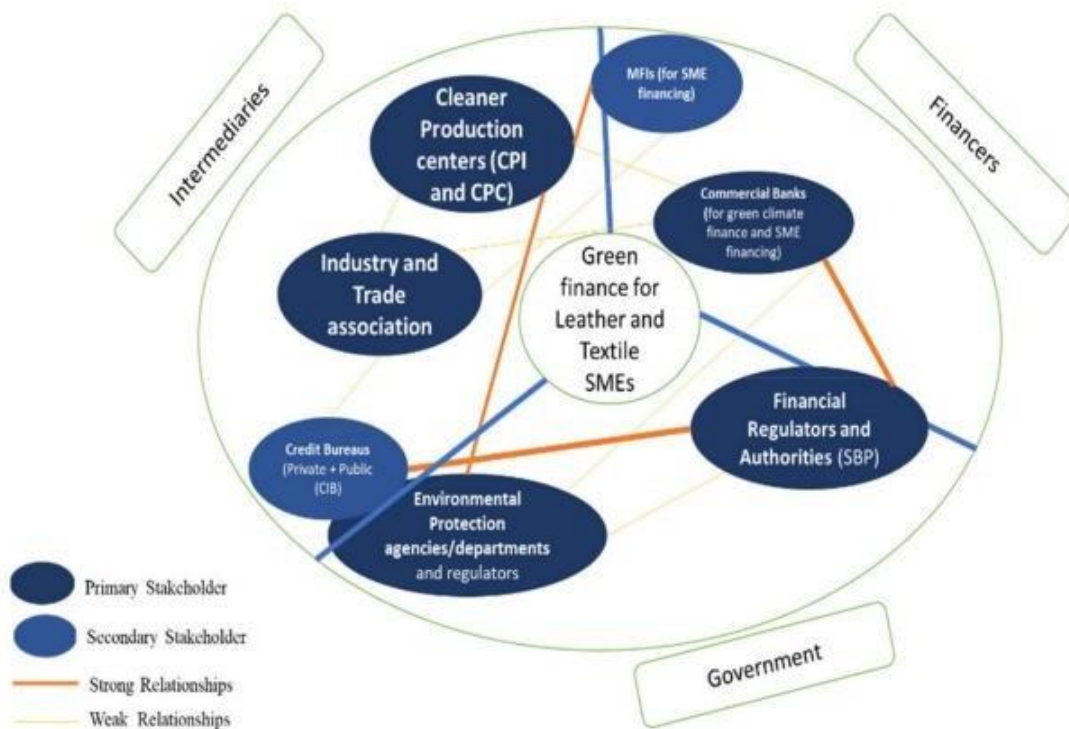 Intermediaries
Financers
MFIs (for SME
financing)
Cleaner
Production
centers (CPI
and CPC)
Commercial Banks
(for green climate
finance and SME
financing)
Industry and
Trade
association
Green
finance for
Leather and
Textile
SMEs
Financial
Regulators and
Authorities (SBP)
Credit Bureaus
(Private + Public
(CIB)
Environmental
Protection
agencies/departments
and regulators
Government
Primary Stakeholder
Secondary Stakeholder
Strong Relationships
Weak Relationships